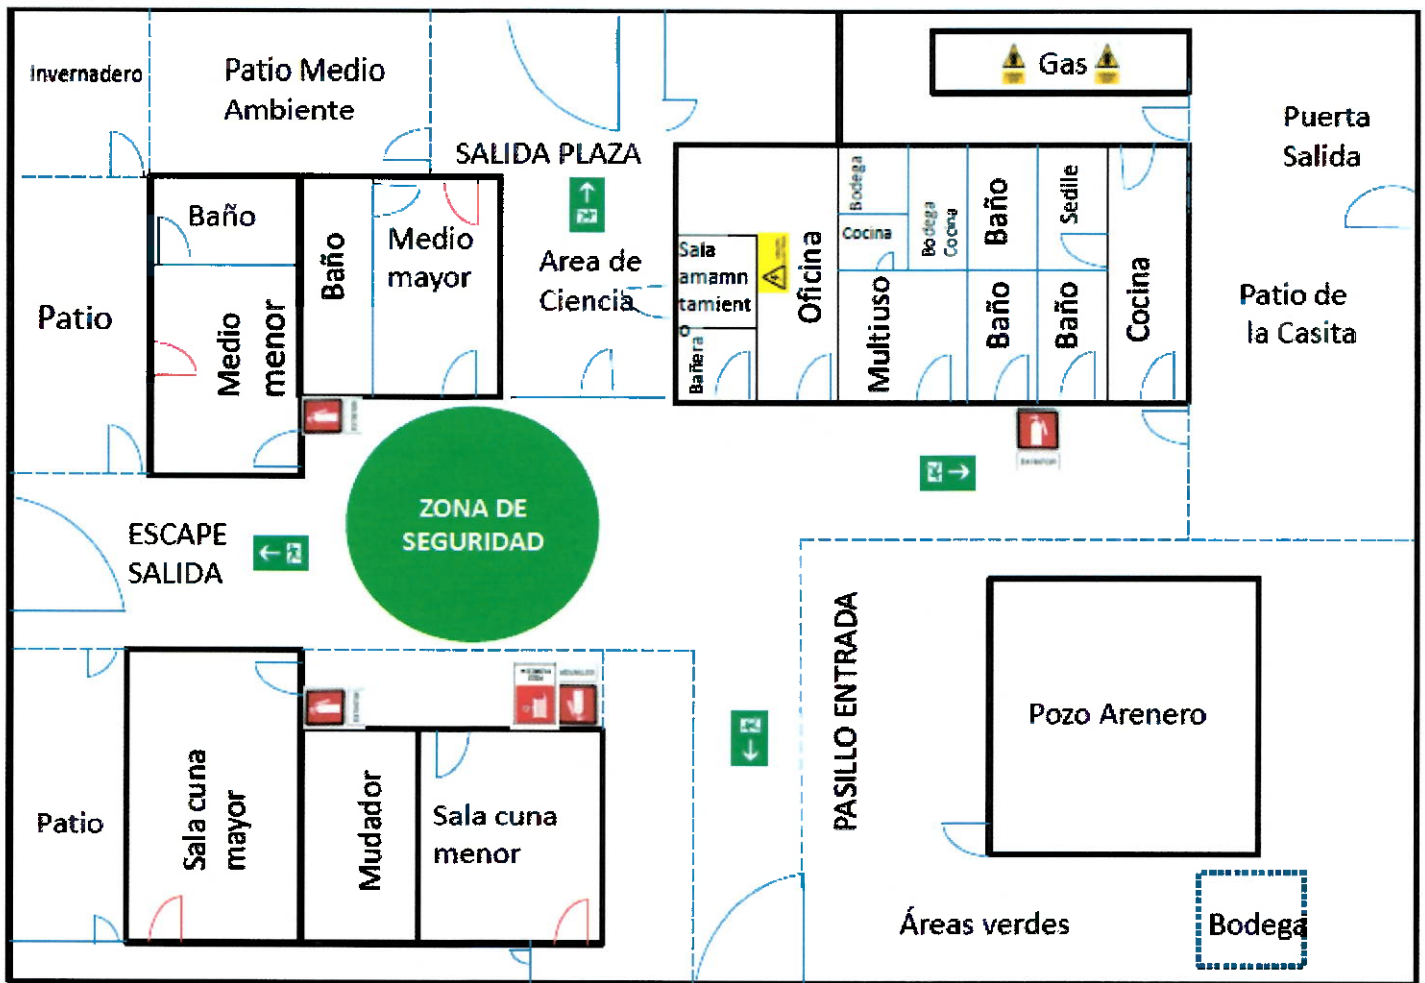 Invernadero
Patio Medio
Ambiente
Gas
Puerta
Salida
SALIDA PLAZA
Baño
Baño
Medio
mayor
Area de
Ciencia
Patio
Medio
menor
Sala
amamn
tamient
o
Bañera
Oficina
Bodega
Cocina
Bodega
Cocina
Multiuso
Baño
Baño
Sedile
Baño
Cocina
Patio de
la Casita
ZONA DE
SEGURIDAD
ESCAPE
SALIDA
PASILLO ENTRADA
Pozo Arenero
Patio
Sala cuna
mayor
Mudador
Sala cuna
menor
Áreas verdes
Bodega